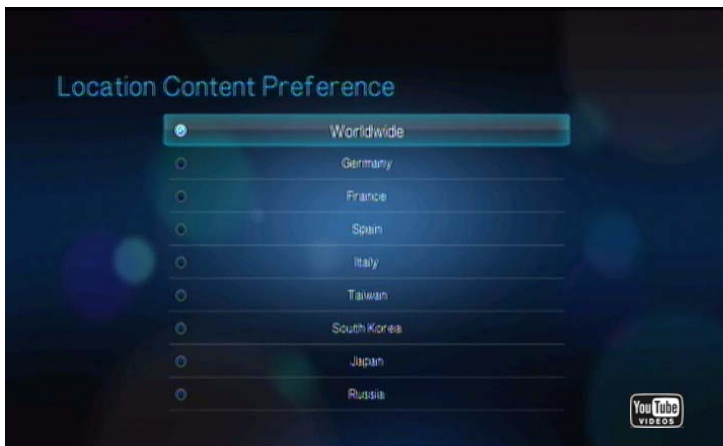 Location Content Preference
Worldwide
Germany
France
Spain
Italy
Taiwan
South Korea
Japan
Russia
You Tube
VIDEOS